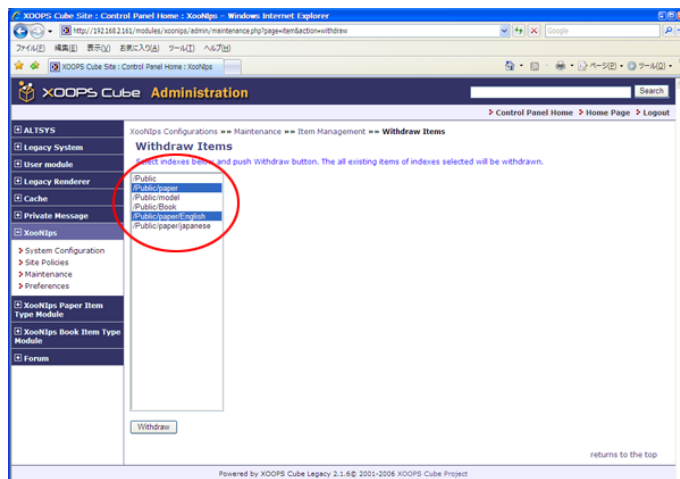 XOOPS Cube Site : Control Panel Home : XooNIps - Windows Internet Explorer
http://192.168.2.161/modules/xoonips/admin/maintenance.php?page=item&action=withdraw
Google
ファイル(F) 編集(E) 表示(V) お気に入り(A) ツール(T) ヘルプ(H)
XOOPS Cube Site : Control Panel Home : XooNIps
ページ(P) ツール(O)
XOOPS Cube Administration
Search
Control Panel Home Home Page Logout
ALTSYS
Legacy System
User module
Legacy Renderer
Cache
Private Message
XooNIps
System Configuration
Site Policies
Maintenance
Preferences
XooNIps Paper Item
Type Module
XooNIps Book Item Type
Module
Forum
XooNIps Configurations »» Maintenance »» Item Management »» Withdraw Items
Withdraw Items
Select indexes below and push Withdraw button. The all existing items of indexes selected will be withdrawn.
/Public
/Public/paper
/Public/model
/Public/Book
/Public/paper/English
/Public/paper/japanese
Withdraw
returns to the top
Powered by XOOPS Cube Legacy 2.1.6© 2001-2006 XOOPS Cube Project